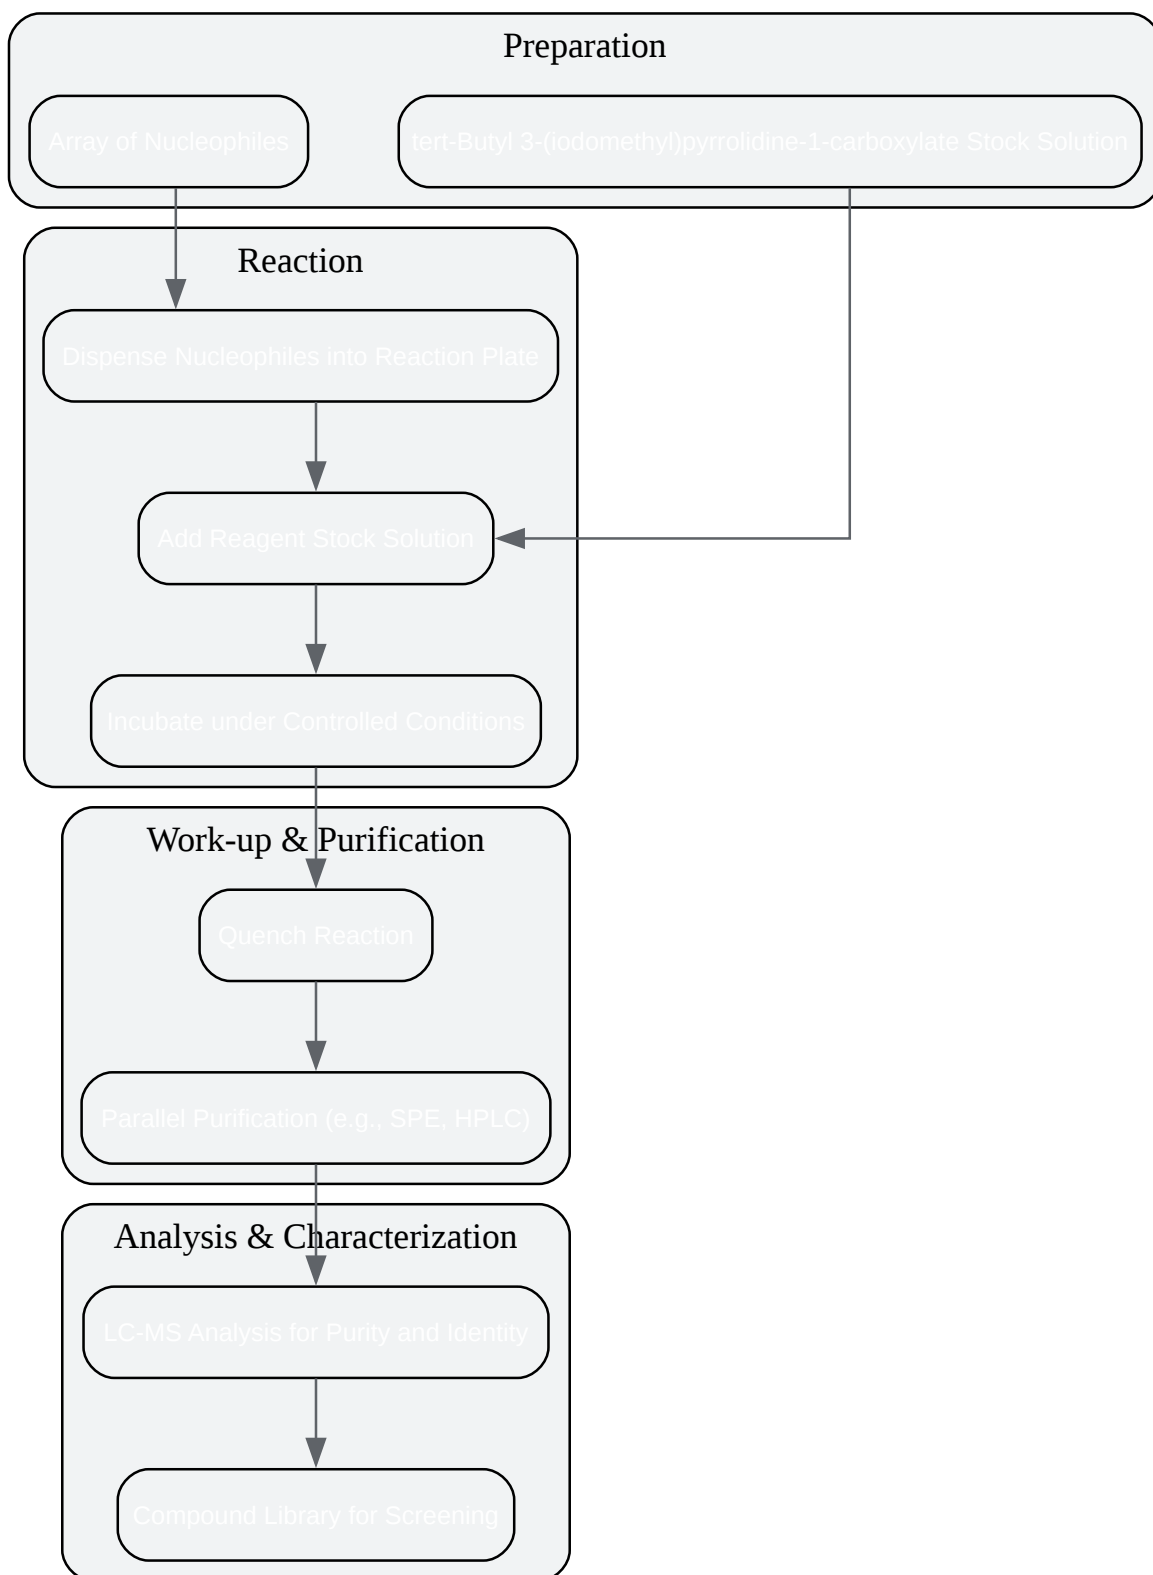 Preparation
Array of Nucleophiles
tert-Butyl 3-(iodomethyl)pyrrolidine-1-carboxylate Stock Solution
Reaction
Dispense Nucleophiles into Reaction Plate
Add Reagent Stock Solution
Incubate under Controlled Conditions
Work-up & Purification
Quench Reaction
Parallel Purification (e.g., SPE, HPLC)
Analysis & Characterization
LC-MS Analysis for Purity and Identity
Compound Library for Screening